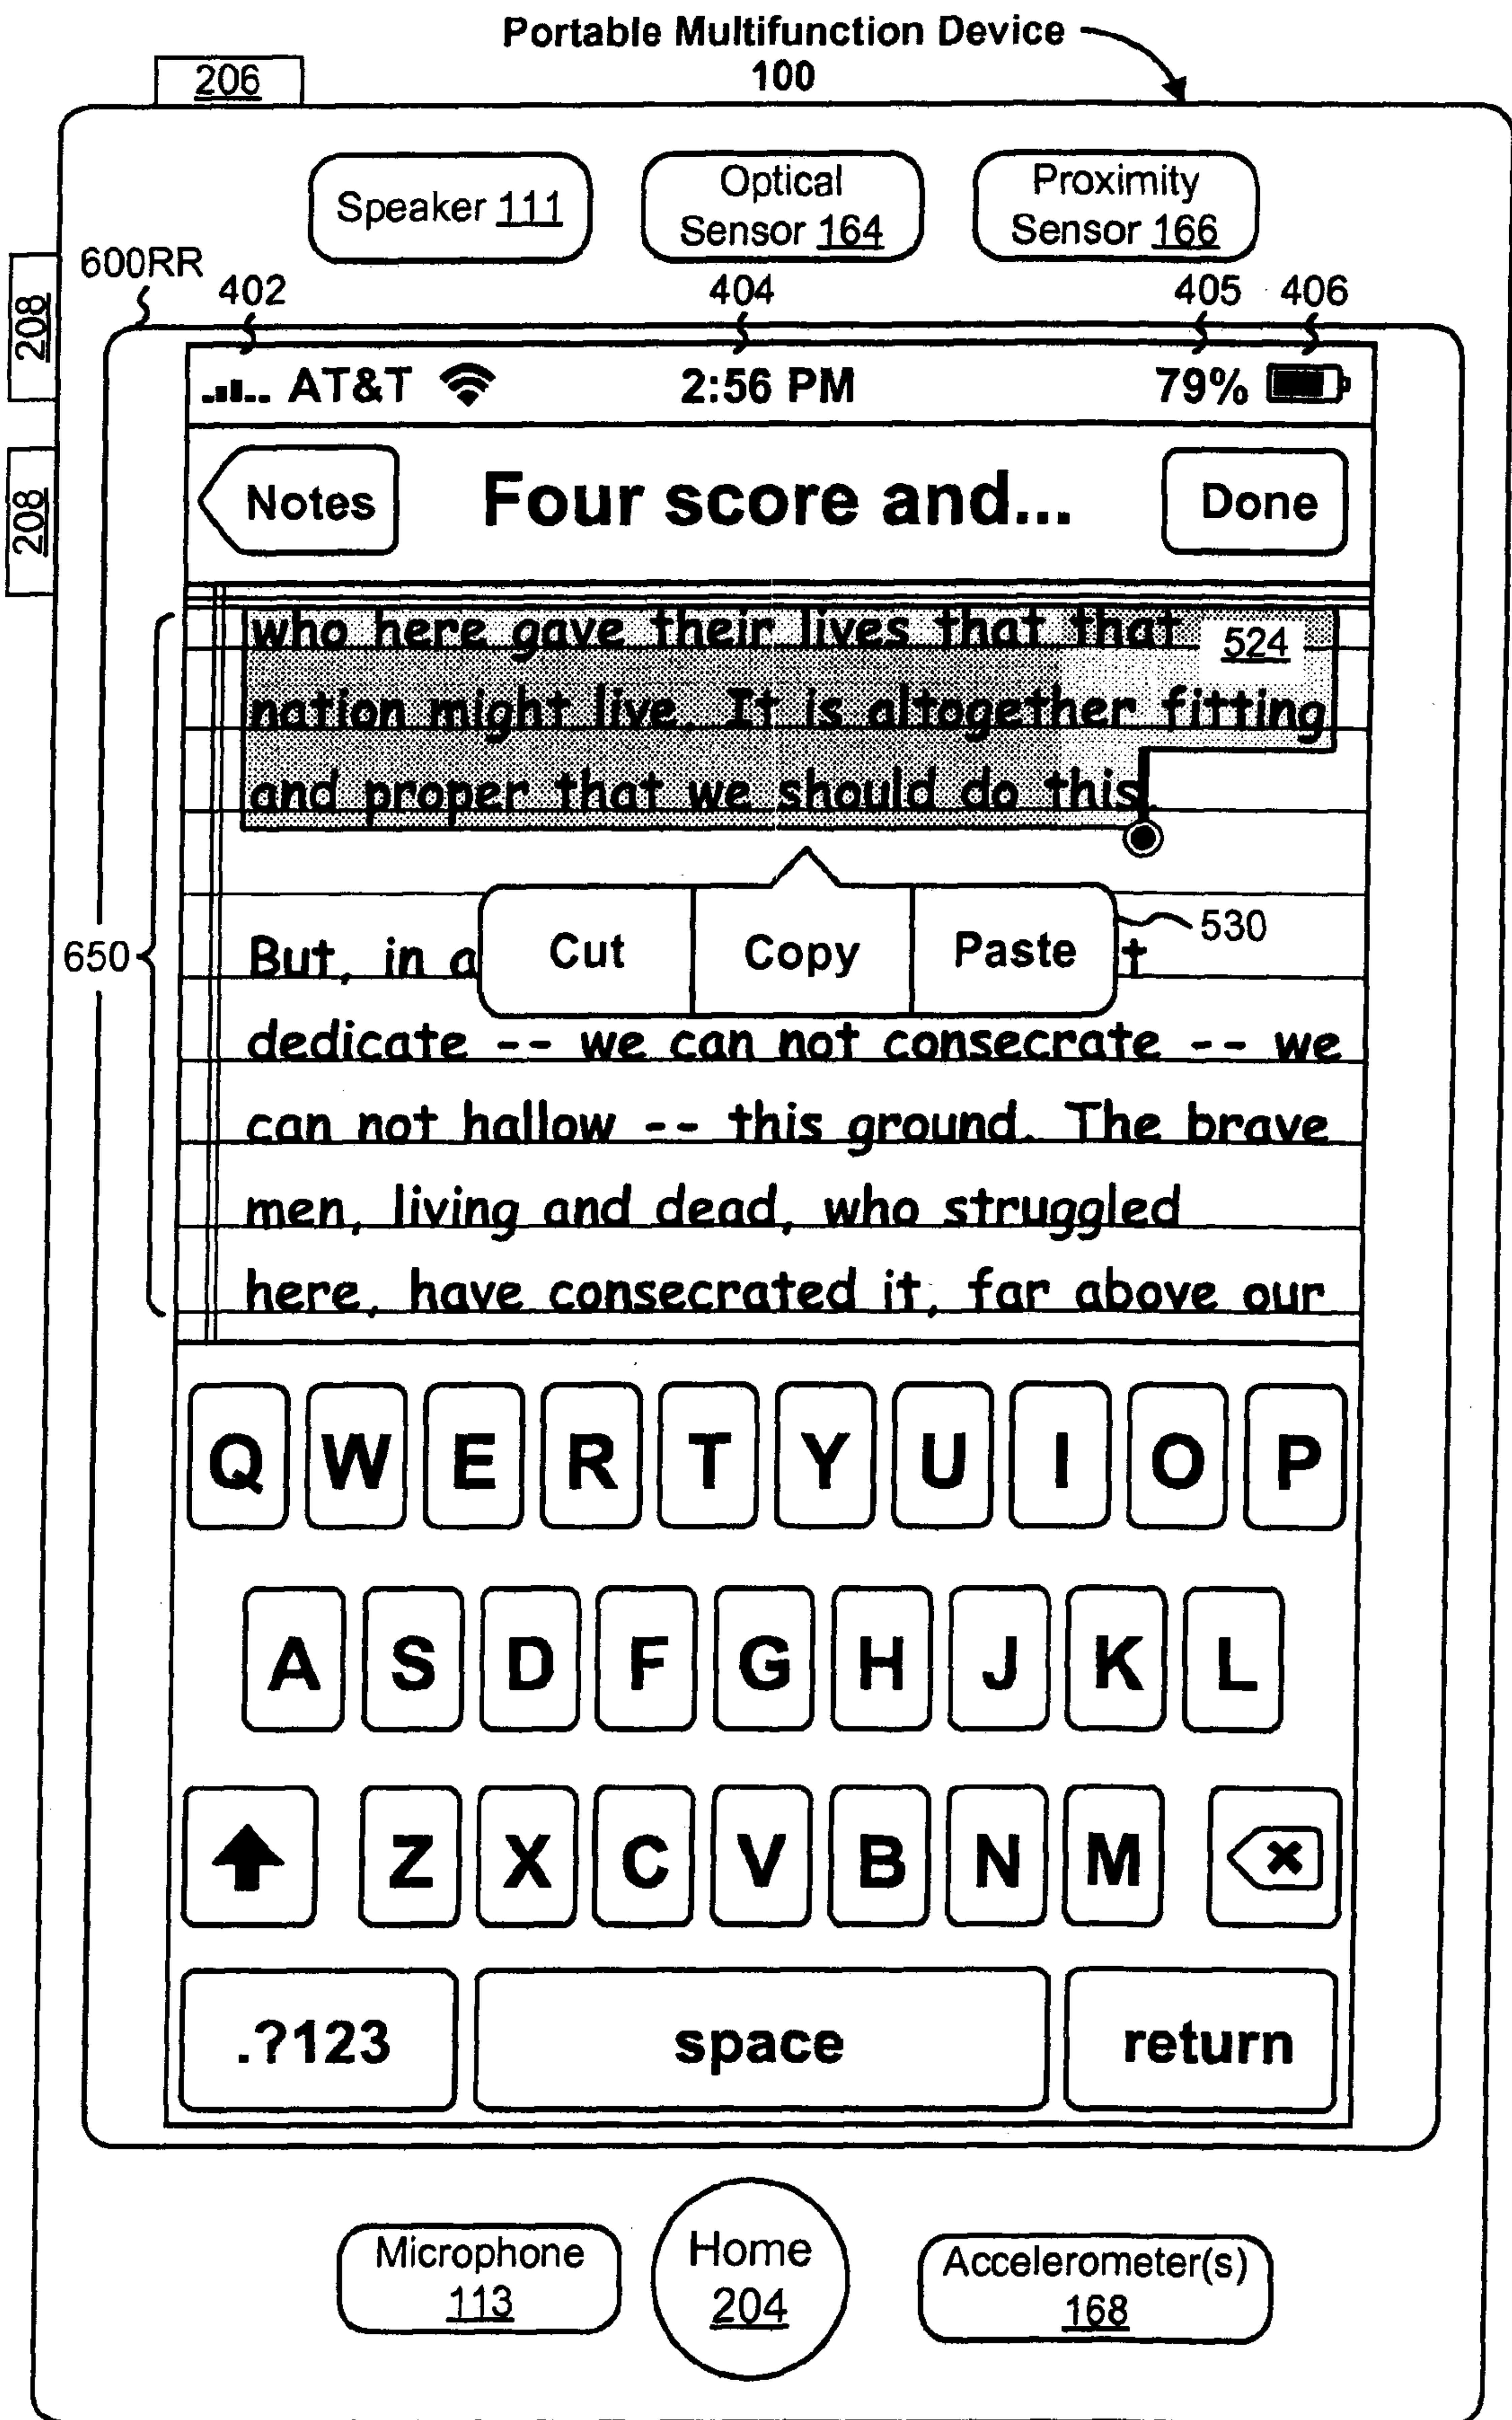 Portable Multifunction Device
100
206
Speaker 111
Optical Sensor 164
Proximity Sensor 166
208
208
600RR
402
404
405
406
AT&T 2:56 PM 79%
Notes Four score and... Done
who here gave their lives that that
524
nation might live. It is altogether fitting
and proper that we should do this.
Cut Copy Paste
530
650
But, in a t
dedicate -- we can not consecrate -- we
can not hallow -- this ground. The brave
men, living and dead, who struggled
here, have consecrated it, far above our
Q W E R T Y U I O P
A S D F G H J K L
Z X C V B N M
.?123 space return
Microphone 113
Home 204
Accelerometer(s) 168